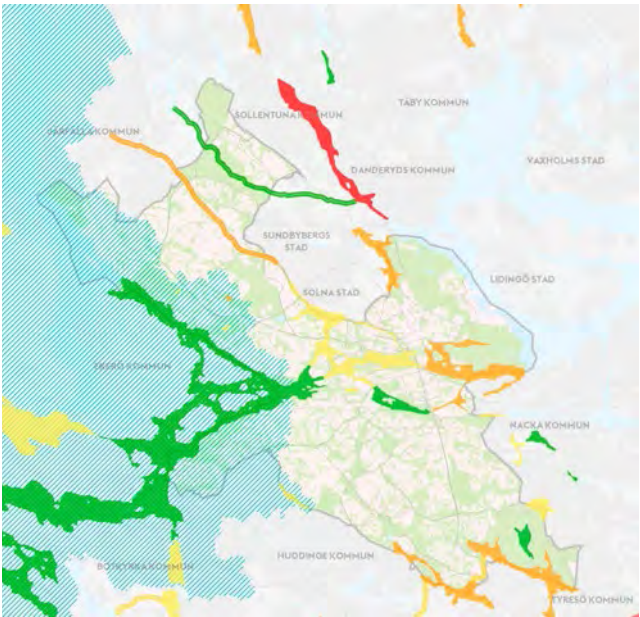 TÄBY KOMMUN
SOLLENTUNA KOMMUN
JÄRFÄLLA KOMMUN
VAXHOLMS STAD
DANDERYDS KOMMUN
SUNDBYBERGS
STAD
LIDINGÖ STAD
SOLNA STAD
EKERÖ KOMMUN
NACKA KOMMUN
HUDDINGE KOMMUN
BOTKYRKA KOMMUN
TYRESÖ KOMMUN